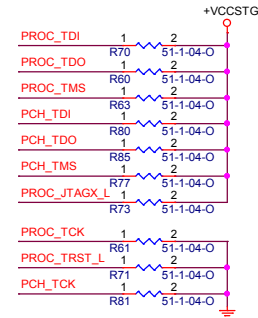 +VCCSTG
PROC_TDI 1 2
R70 51-1-04-O
PROC_TDO 1 2
R60 51-1-04-O
PROC_TMS 1 2
R63 51-1-04-O
PCH_TDI 1 2
R80 51-1-04-O
PCH_TDO 1 2
R85 51-1-04-O
PCH_TMS 1 2
R77 51-1-04-O
PROC_JTAGX_L 1 2
R73 51-1-04-O
PROC_TCK 1 2
R61 51-1-04-O
PROC_TRST_L 1 2
R71 51-1-04-O
PCH_TCK 1 2
R81 51-1-04-O